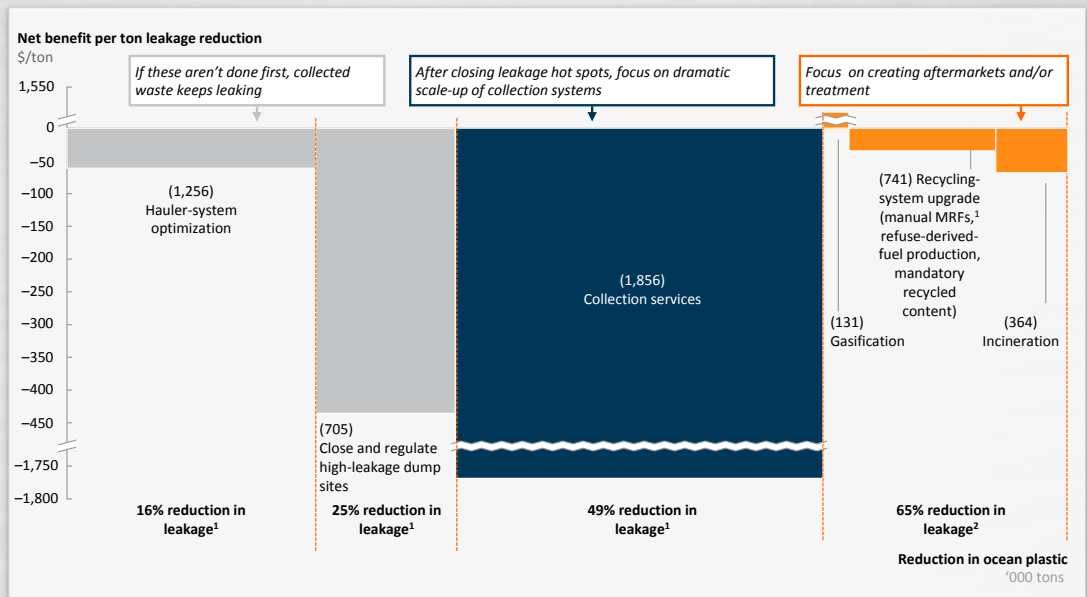 Net benefit per ton leakage reduction
$/ton
If these aren't done first, collected
waste keeps leaking
After closing leakage hot spots, focus on dramatic
scale-up of collection systems
Focus on creating aftermarkets and/or
treatment
1,550
0
–50
–100
–150
–200
–250
–300
–350
–400
–450
–1,750
–1,800
(1,256)
Hauler-system
optimization
(705)
Close and regulate
high-leakage dump
sites
(1,856)
Collection services
(131)
Gasification
(741) Recycling-
system upgrade
(manual MRFs,¹
refuse-derived-
fuel production,
mandatory
recycled
content)
(364)
Incineration
16% reduction in
leakage¹
25% reduction in
leakage¹
49% reduction in
leakage¹
65% reduction in
leakage²
Reduction in ocean plastic
'000 tons